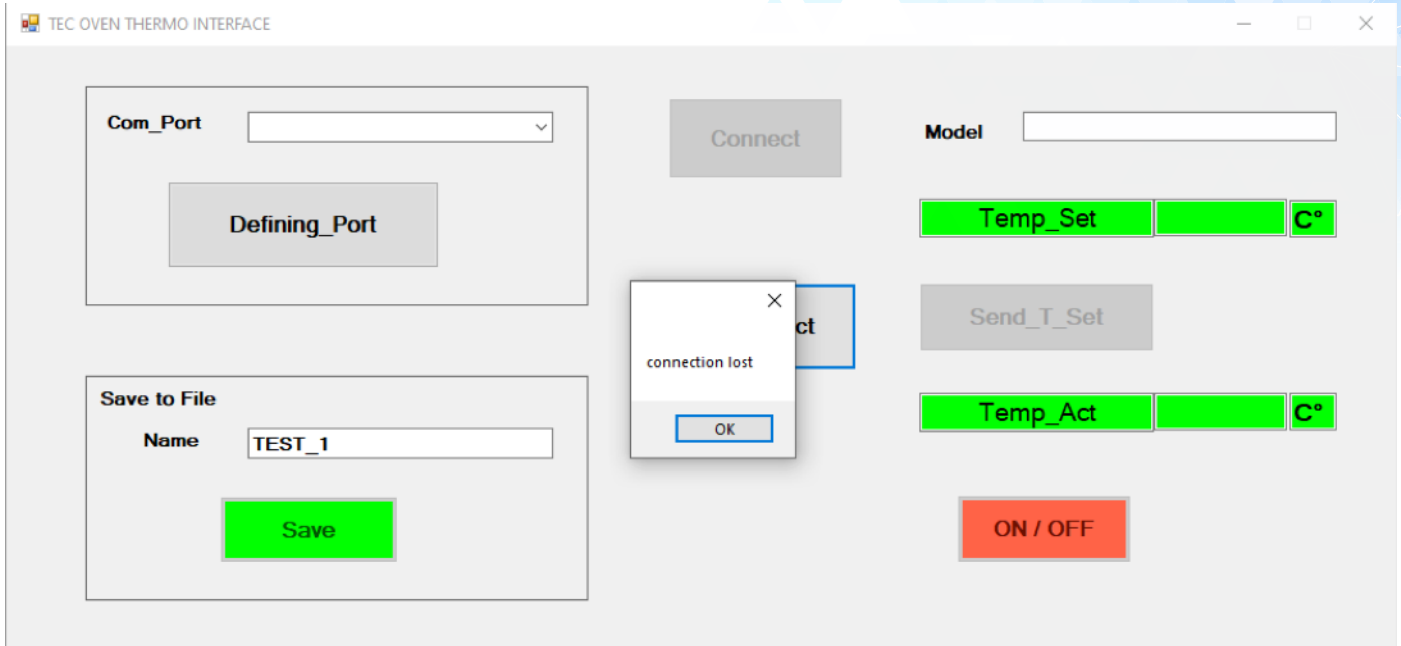 TEC OVEN THERMO INTERFACE
Com_Port
Defining_Port
Connect
Model
Temp_Set C°
Send_T_Set
ct
connection lost
OK
Save to File
Name TEST_1
Save
Temp_Act C°
ON / OFF